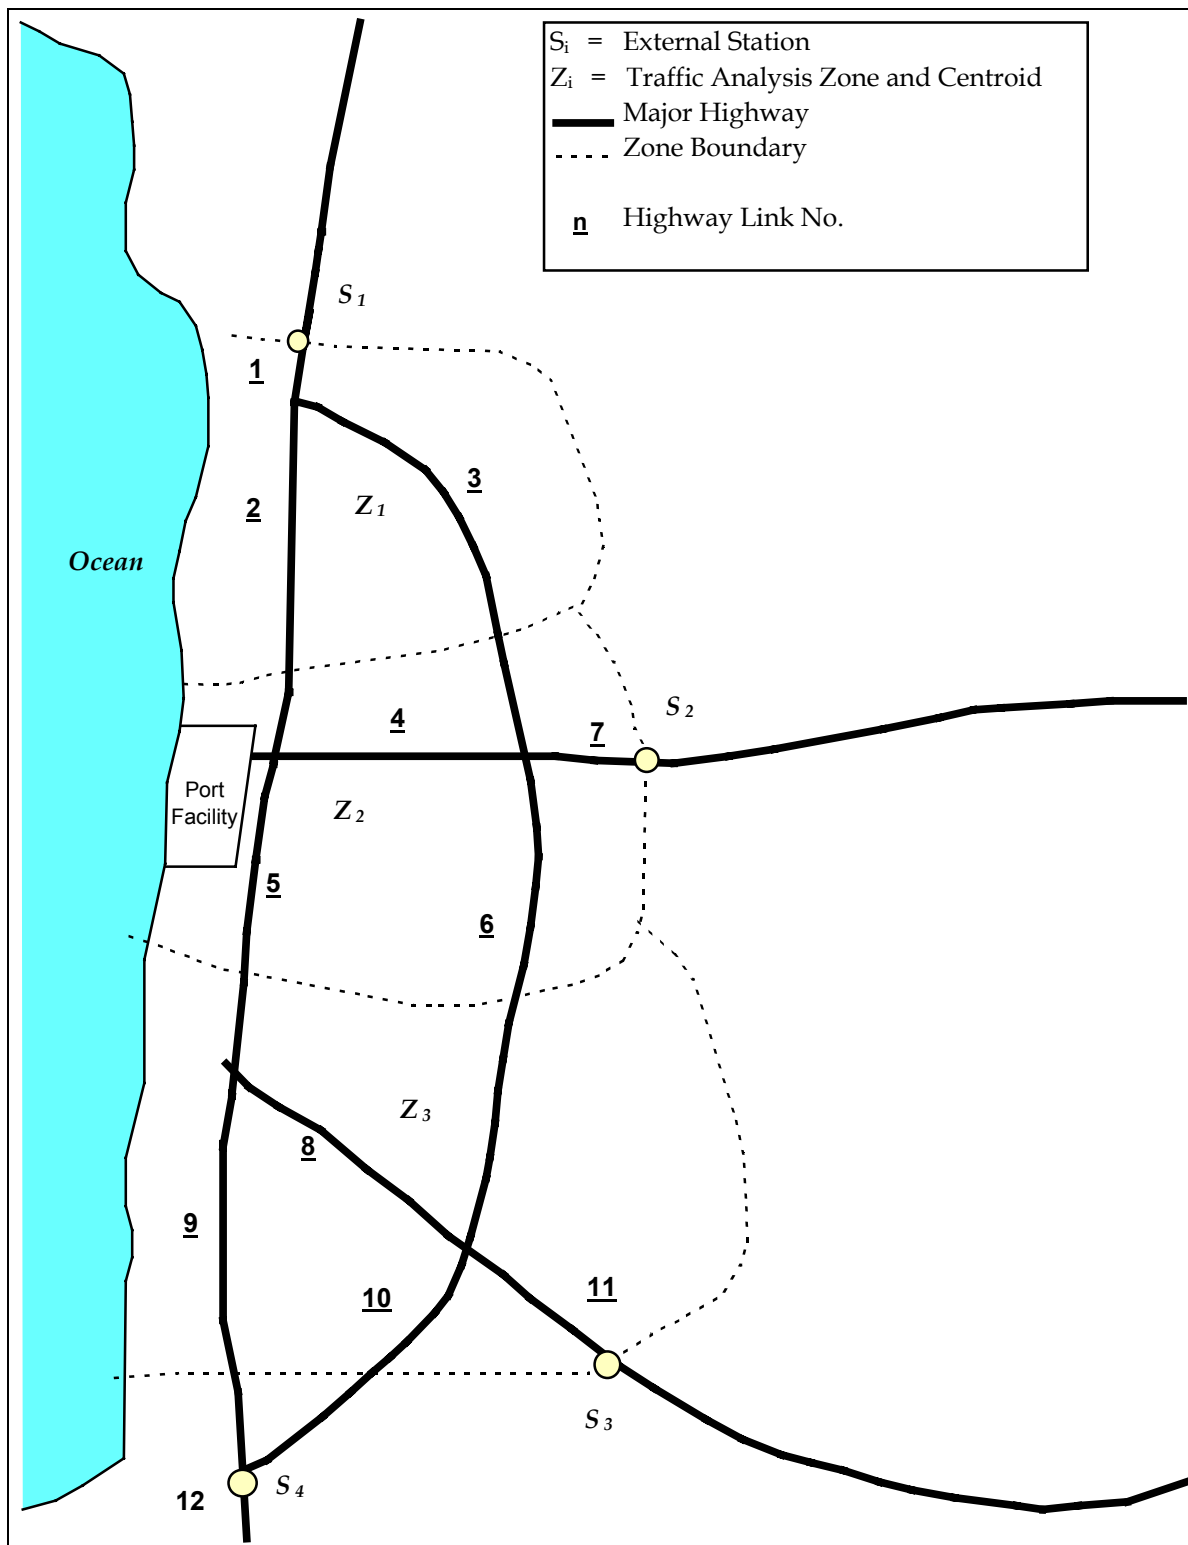 Si = External Station
Zi = Traffic Analysis Zone and Centroid
Major Highway
Zone Boundary
n Highway Link No.
S1
1
3
2
Z1
Ocean
S2
4
7
Port
Facility
Z2
5
6
Z3
8
9
11
10
S3
S4
12